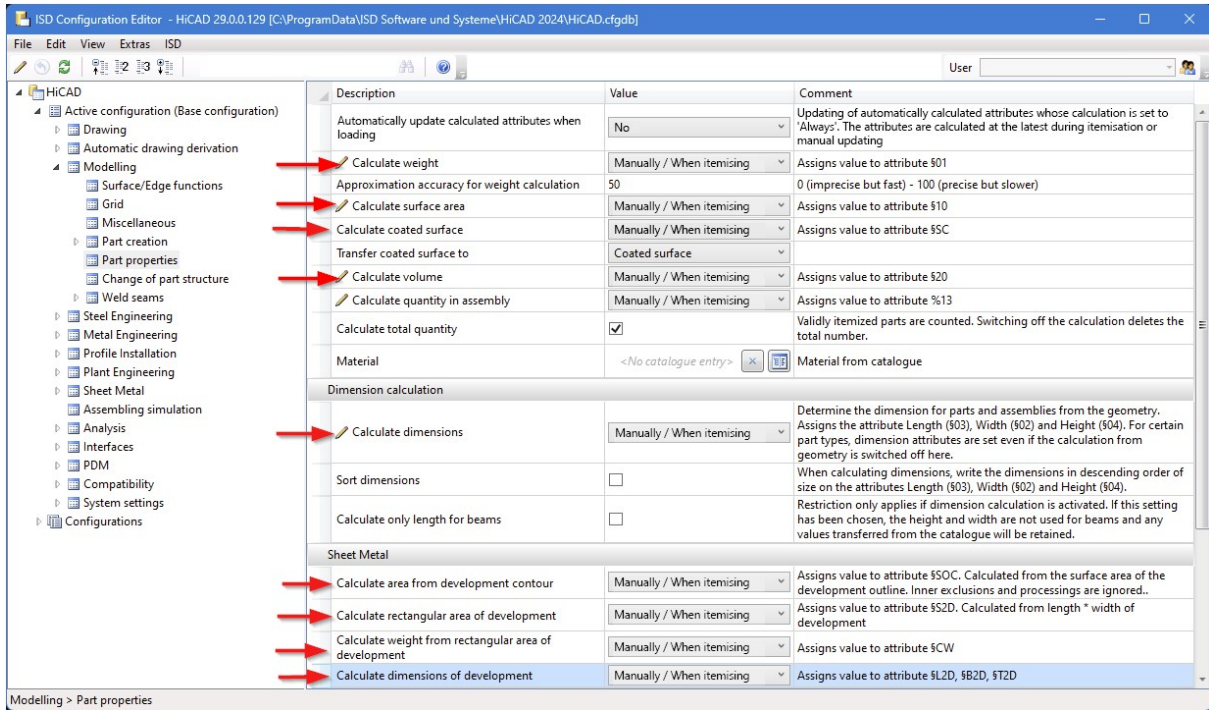 ISD Configuration Editor - HiCAD 29.0.0.129 [C:\ProgramData\ISD Software und Systeme\HiCAD 2024\HiCAD.cfgdb]
File Edit View Extras ISD
User
HiCAD
Active configuration (Base configuration)
Drawing
Automatic drawing derivation
Modelling
Surface/Edge functions
Grid
Miscellaneous
Part creation
Part properties
Change of part structure
Weld seams
Steel Engineering
Metal Engineering
Profile Installation
Plant Engineering
Sheet Metal
Assembling simulation
Analysis
Interfaces
PDM
Compatibility
System settings
Configurations
Description Value Comment
Automatically update calculated attributes when
loading
No
Updating of automatically calculated attributes whose calculation is set to
'Always'. The attributes are calculated at the latest during itemisation or
manual updating
Calculate weight Manually / When itemising Assigns value to attribute §01
Approximation accuracy for weight calculation 50 0 (imprecise but fast) - 100 (precise but slower)
Calculate surface area Manually / When itemising Assigns value to attribute §10
Calculate coated surface Manually / When itemising Assigns value to attribute §SC
Transfer coated surface to Coated surface
Calculate volume Manually / When itemising Assigns value to attribute §20
Calculate quantity in assembly Manually / When itemising Assigns value to attribute %13
Calculate total quantity
Validly itemized parts are counted. Switching off the calculation deletes the
total number.
Material <No catalogue entry> Material from catalogue
Dimension calculation
Calculate dimensions Manually / When itemising
Determine the dimension for parts and assemblies from the geometry.
Assigns the attribute Length (§03), Width (§02) and Height (§04). For certain
part types, dimension attributes are set even if the calculation from
geometry is switched off here.
Sort dimensions
When calculating dimensions, write the dimensions in descending order of
size on the attributes Length (§03), Width (§02) and Height (§04).
Calculate only length for beams
Restriction only applies if dimension calculation is activated. If this setting
has been chosen, the height and width are not used for beams and any
values transferred from the catalogue will be retained.
Sheet Metal
Calculate area from development contour Manually / When itemising
Assigns value to attribute §SOC. Calculated from the surface area of the
development outline. Inner exclusions and processings are ignored..
Calculate rectangular area of development Manually / When itemising
Assigns value to attribute §S2D. Calculated from length * width of
development
Calculate weight from rectangular area of
development
Manually / When itemising Assigns value to attribute §CW
Calculate dimensions of development Manually / When itemising Assigns value to attribute §L2D, §B2D, §T2D
Modelling > Part properties